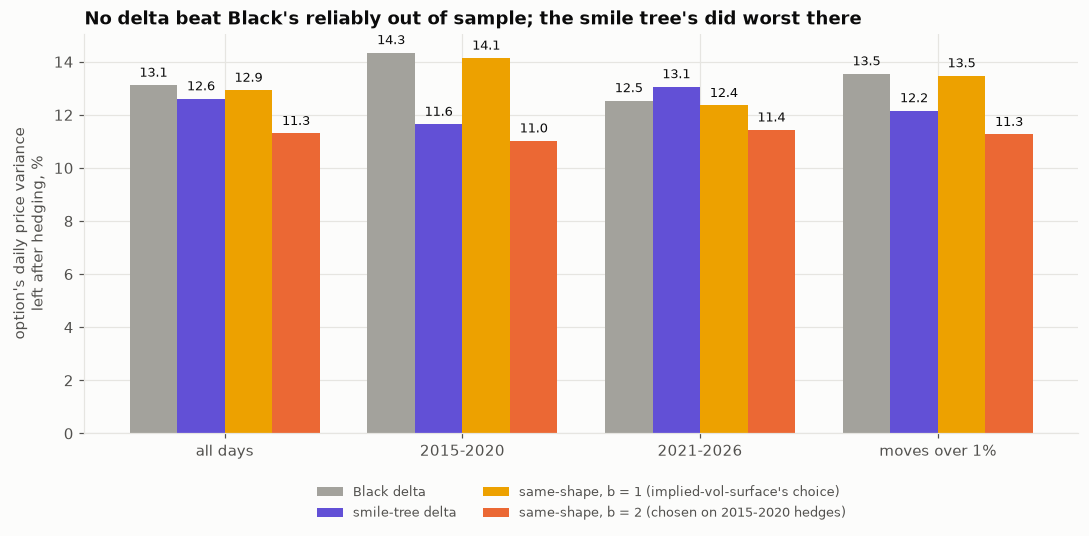 No delta beat Black's reliably out of sample; the smile tree's did worst there
option's daily price variance
left after hedging, %
14
12
10
8
6
4
2
0
13.1
12.6
12.9
11.3
14.3
11.6
14.1
11.0
12.5
13.1
12.4
11.4
13.5
12.2
13.5
11.3
all days
2015-2020
2021-2026
moves over 1%
Black delta
smile-tree delta
same-shape, b = 1 (implied-vol-surface's choice)
same-shape, b = 2 (chosen on 2015-2020 hedges)